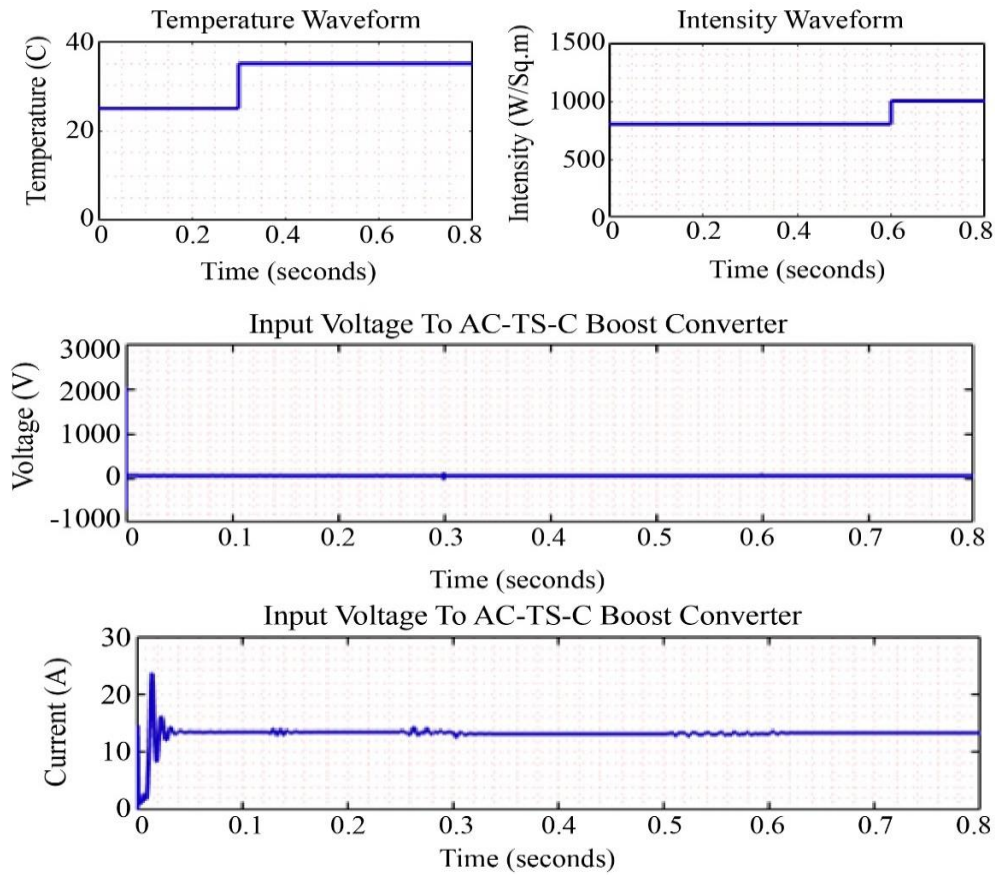 Temperature Waveform
Temperature (C)
40
20
0
0 0.2 0.4 0.6 0.8
Time (seconds)
Intensity Waveform
Intensity (W/Sq.m)
1500
1000
500
0
0 0.2 0.4 0.6 0.8
Time (seconds)
Input Voltage To AC-TS-C Boost Converter
Voltage (V)
3000
2000
1000
0
-1000
0 0.1 0.2 0.3 0.4 0.5 0.6 0.7 0.8
Time (seconds)
Input Voltage To AC-TS-C Boost Converter
Current (A)
30
20
10
0
0 0.1 0.2 0.3 0.4 0.5 0.6 0.7 0.8
Time (seconds)